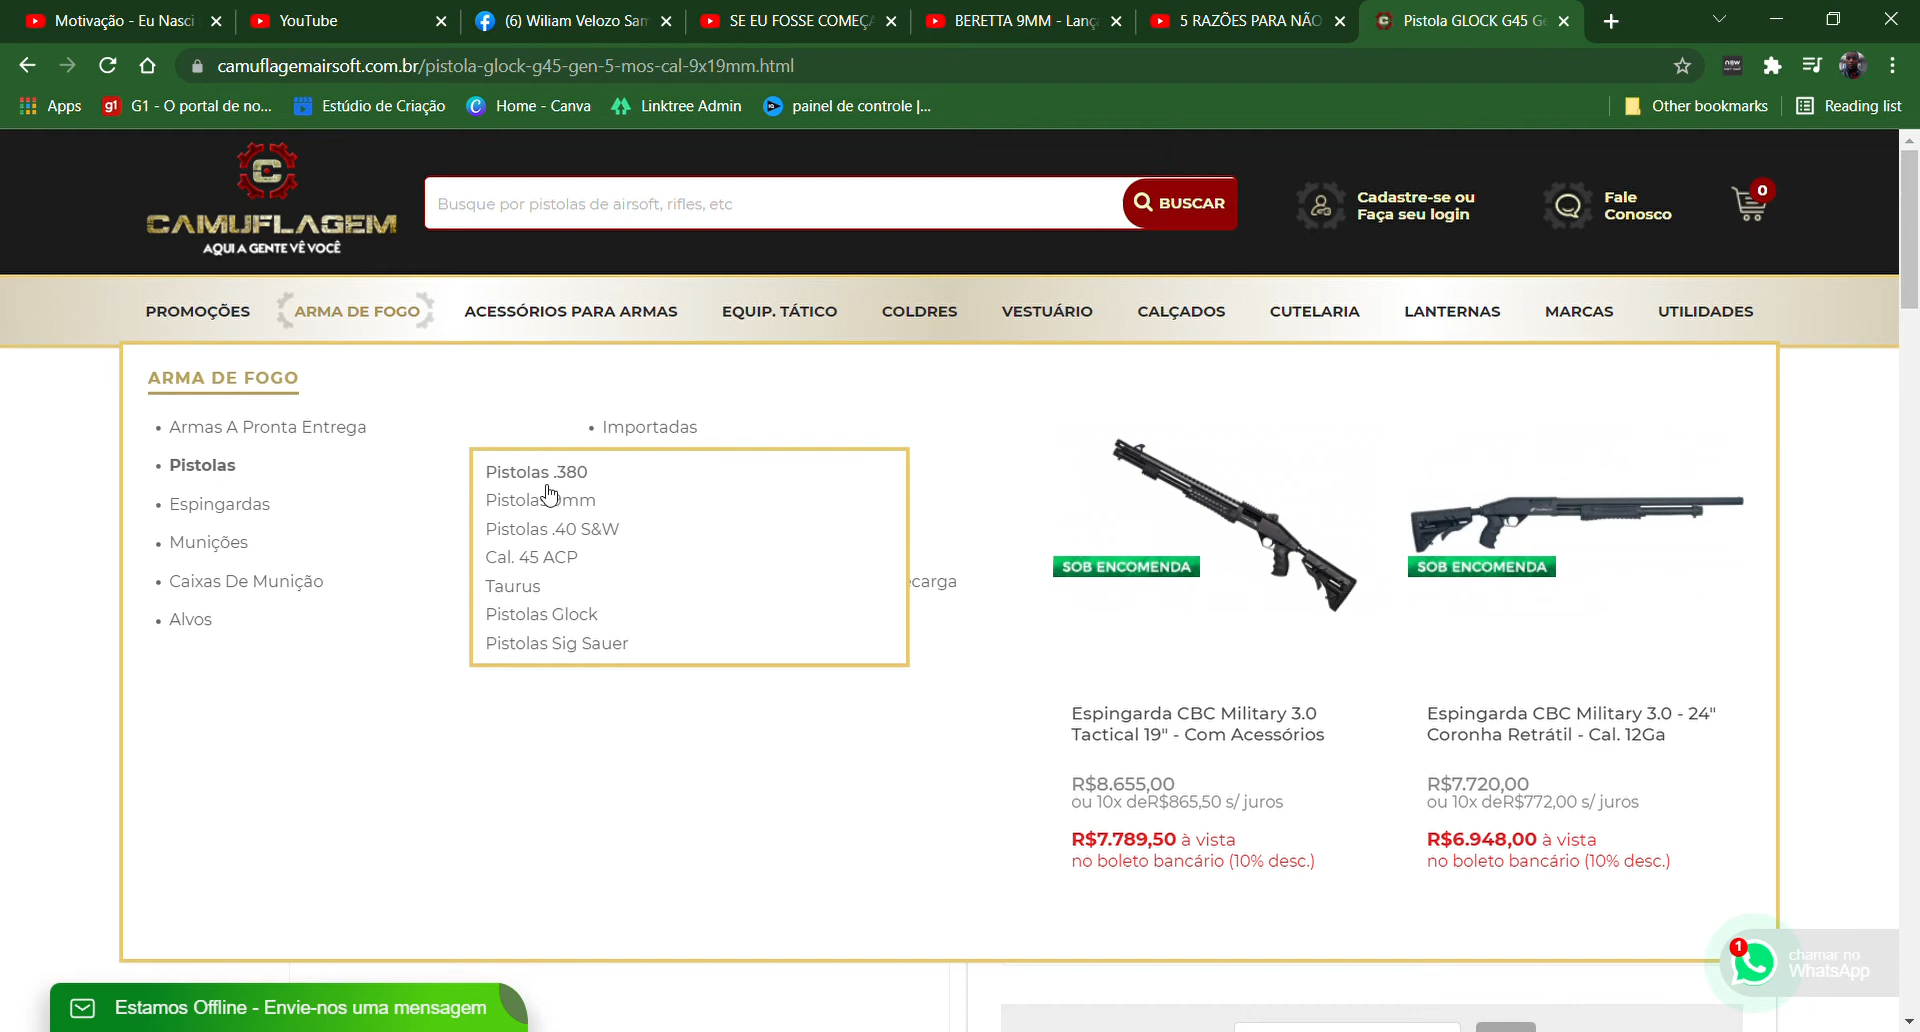 Motivação - Eu Nasci
YouTube
(6) Wiliam Velozo San
SE EU FOSSE COMEÇA
BERETTA 9MM - Lanç
5 RAZÕES PARA NÃO
Pistola GLOCK G45 Ge
camuflagemairsoft.com.br/pistola-glock-g45-gen-5-mos-cal-9x19mm.html
Apps
G1 - O portal de no...
Estúdio de Criação
Home - Canva
Linktree Admin
painel de controle |...
Other bookmarks
Reading list
CAMUFLAGEM
AQUI A GENTE VÊ VOCÊ
Busque por pistolas de airsoft, rifles, etc
BUSCAR
Cadastre-se ou
Faça seu login
Fale
Conosco
0
PROMOÇÕES
ARMA DE FOGO
ACESSÓRIOS PARA ARMAS
EQUIP. TÁTICO
COLDRES
VESTUÁRIO
CALÇADOS
CUTELARIA
LANTERNAS
MARCAS
UTILIDADES
ARMA DE FOGO
• Armas A Pronta Entrega
• Pistolas
• Espingardas
• Munições
• Caixas De Munição
• Alvos
• Importadas
Pistolas .380
Pistolas 9mm
Pistolas .40 S&W
Cal. 45 ACP
Taurus
Pistolas Glock
Pistolas Sig Sauer
ecarga
SOB ENCOMENDA
Espingarda CBC Military 3.0
Tactical 19" - Com Acessórios
R$8.655,00
ou 10x deR$865,50 s/ juros
R$7.789,50 à vista
no boleto bancário (10% desc.)
SOB ENCOMENDA
Espingarda CBC Military 3.0 - 24"
Coronha Retrátil - Cal. 12Ga
R$7.720,00
ou 10x deR$772,00 s/ juros
R$6.948,00 à vista
no boleto bancário (10% desc.)
1
chamar no
WhatsApp
Estamos Offline - Envie-nos uma mensagem